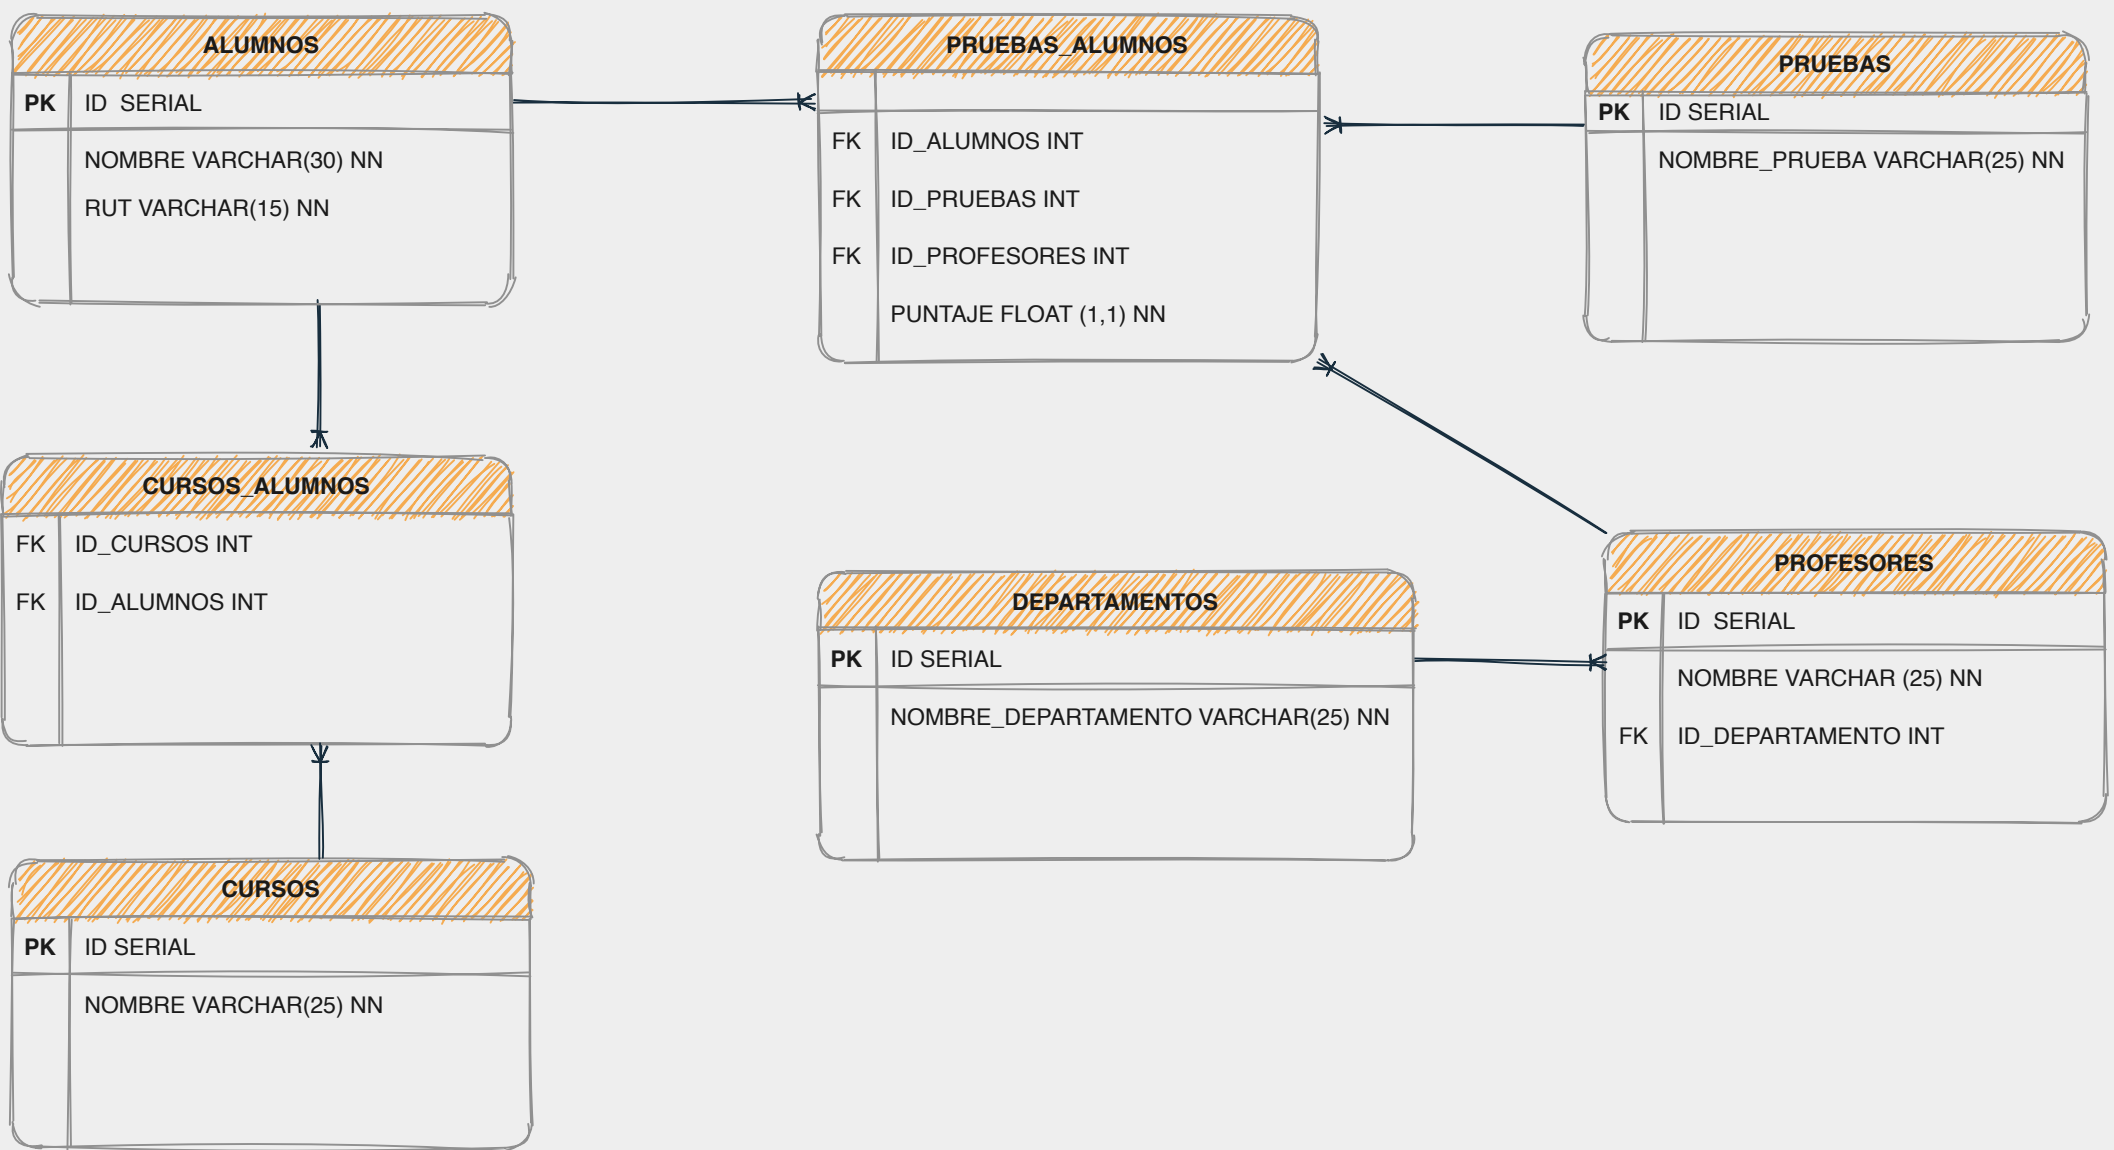 ALUMNOS
PK ID SERIAL
NOMBRE VARCHAR(30) NN
RUT VARCHAR(15) NN
PRUEBAS_ALUMNOS
FK ID_ALUMNOS INT
FK ID_PRUEBAS INT
FK ID_PROFESORES INT
PUNTAJE FLOAT (1,1) NN
PRUEBAS
PK ID SERIAL
NOMBRE_PRUEBA VARCHAR(25) NN
CURSOS_ALUMNOS
FK ID_CURSOS INT
FK ID_ALUMNOS INT
DEPARTAMENTOS
PK ID SERIAL
NOMBRE_DEPARTAMENTO VARCHAR(25) NN
PROFESORES
PK ID SERIAL
NOMBRE VARCHAR (25) NN
FK ID_DEPARTAMENTO INT
CURSOS
PK ID SERIAL
NOMBRE VARCHAR(25) NN